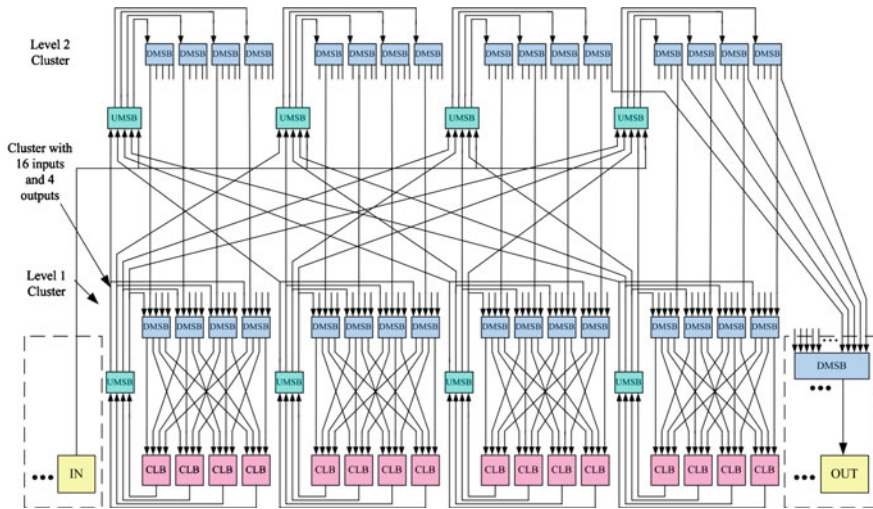 Level 2
Cluster
DMSB DMSB DMSB DMSB
DMSB DMSB DMSB DMSB
DMSB DMSB DMSB DMSB
DMSB DMSB DMSB DMSB
UMSB
UMSB
UMSB
UMSB
Cluster with
16 inputs
and 4
outputs
Level 1
Cluster
DMSB DMSB DMSB DMSB
DMSB DMSB DMSB DMSB
DMSB DMSB DMSB DMSB
DMSB DMSB DMSB DMSB
DMSB
UMSB
UMSB
UMSB
UMSB
IN
CLB CLB CLB CLB
CLB CLB CLB CLB
CLB CLB CLB CLB
CLB CLB CLB CLB
OUT